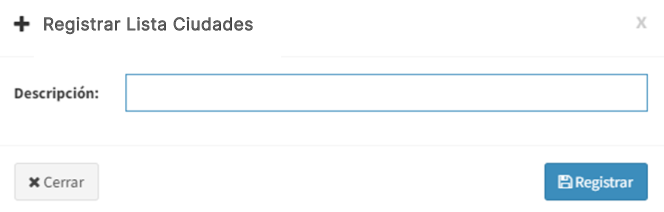 Registrar Lista Ciudades
x
Descripción:
Cerrar
Registrar